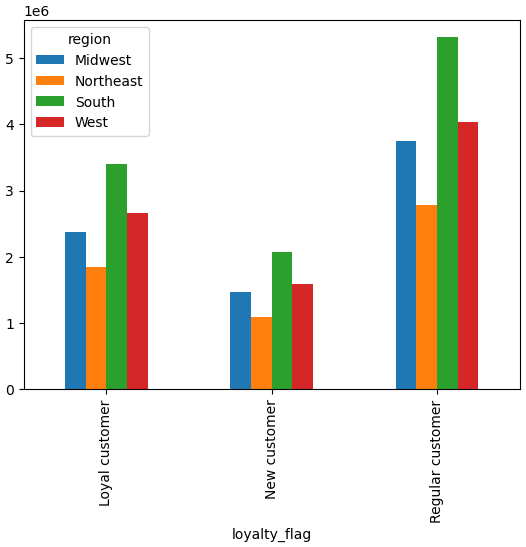 1e6
region
Midwest
Northeast
South
West
5
4
3
2
1
0
Loyal customer
New customer
Regular customer
loyalty_flag